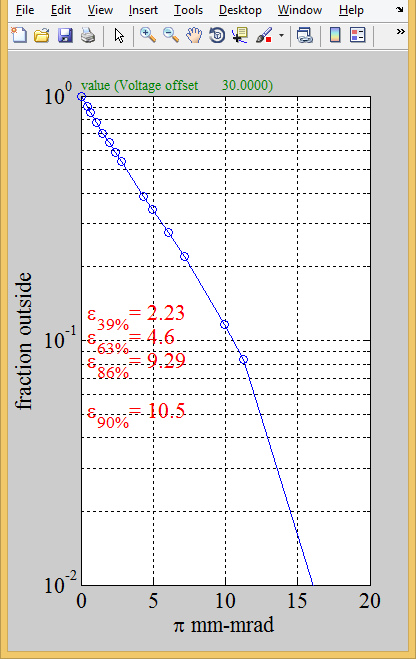 File Edit View Insert Tools Desktop Window Help
value (Voltage offset 30.0000)
10^0
10^-1
10^-2
fraction outside
ε39%= 2.23
ε63%= 4.6
ε86%= 9.29
ε90%= 10.5
0 5 10 15 20
π mm-mrad